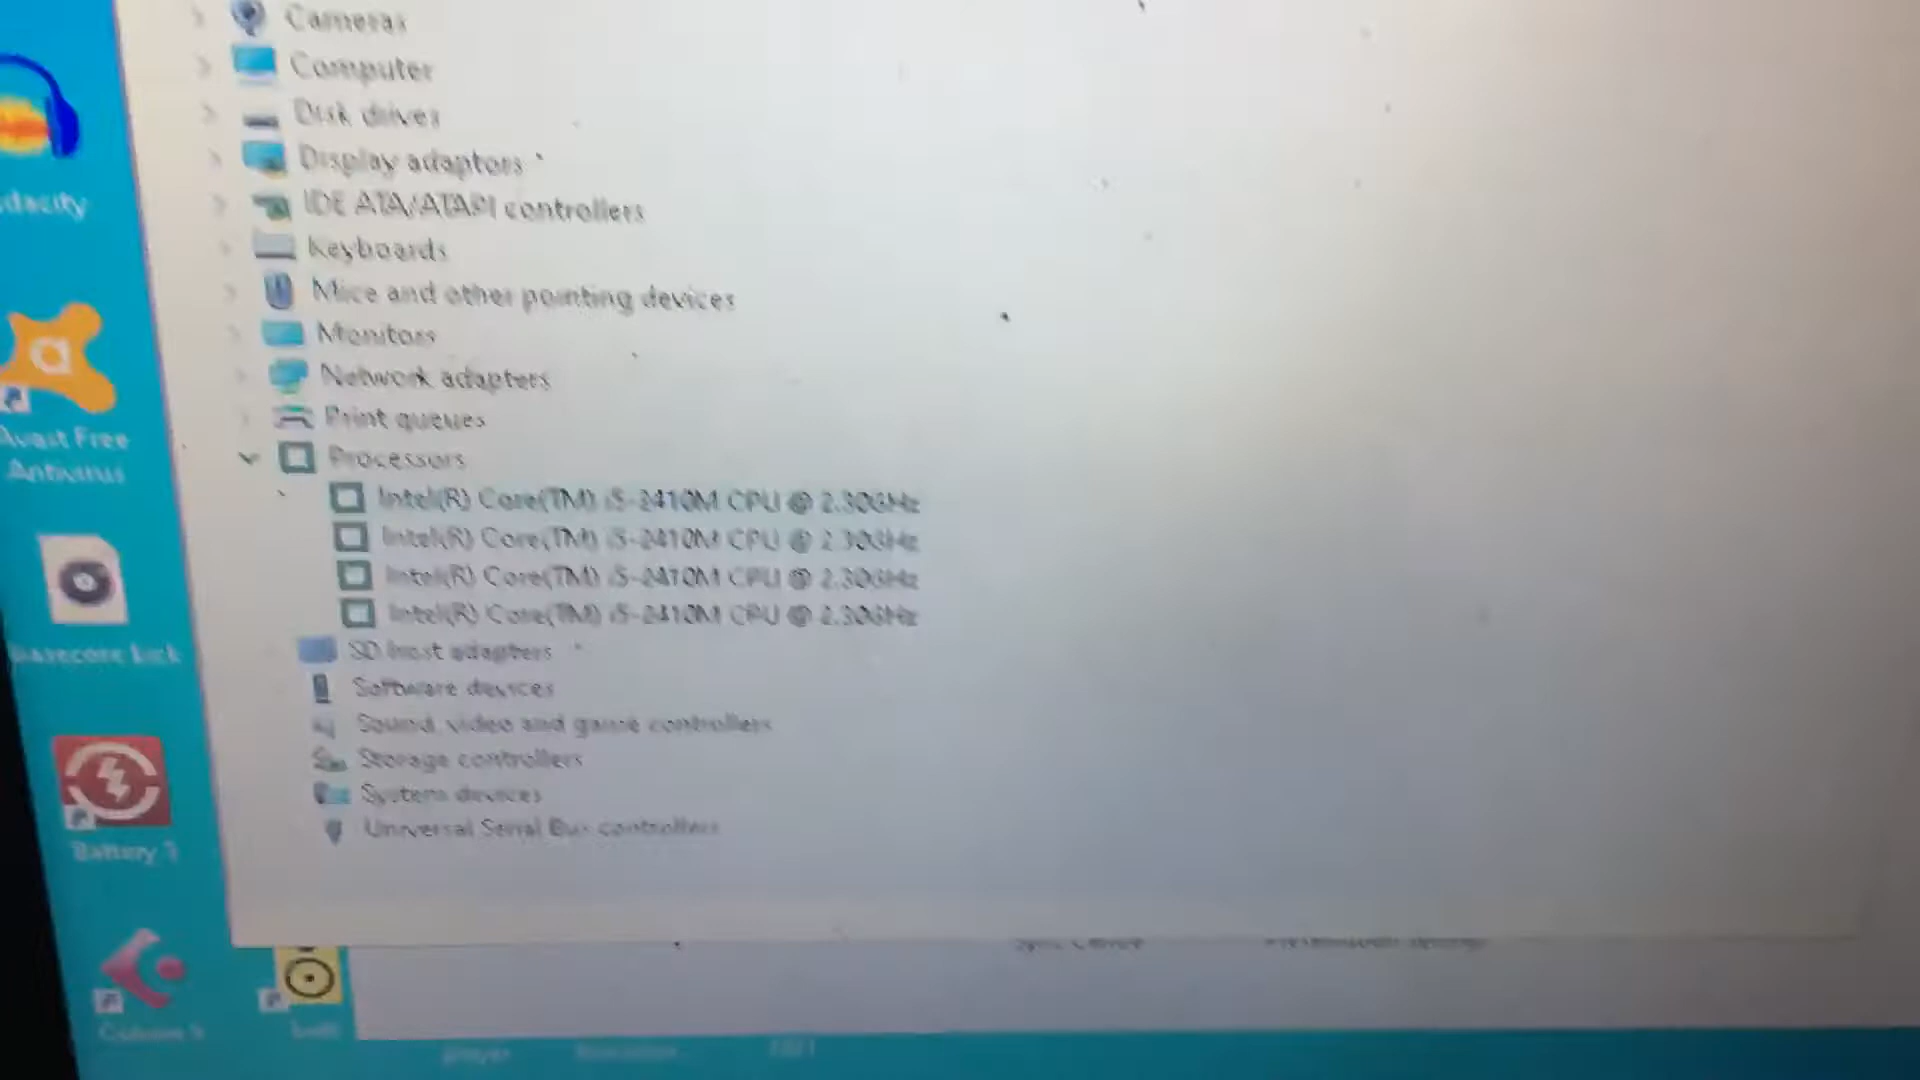 Cameras
Computer
Disk drives
Display adaptors
IDE ATA/ATAPI controllers
Keyboards
Mice and other pointing devices
Monitors
Network adapters
Print queues
Processors
Intel(R) Core(TM) i5-2410M CPU @ 2.30GHz
Intel(R) Core(TM) i5-2410M CPU @ 2.30GHz
Intel(R) Core(TM) i5-2410M CPU @ 2.30GHz
Intel(R) Core(TM) i5-2410M CPU @ 2.30GHz
SD host adapters
Software devices
Sound, video and game controllers
Storage controllers
System devices
Universal Serial Bus controllers
dacity
Avast Free
Antivirus
Battery
player